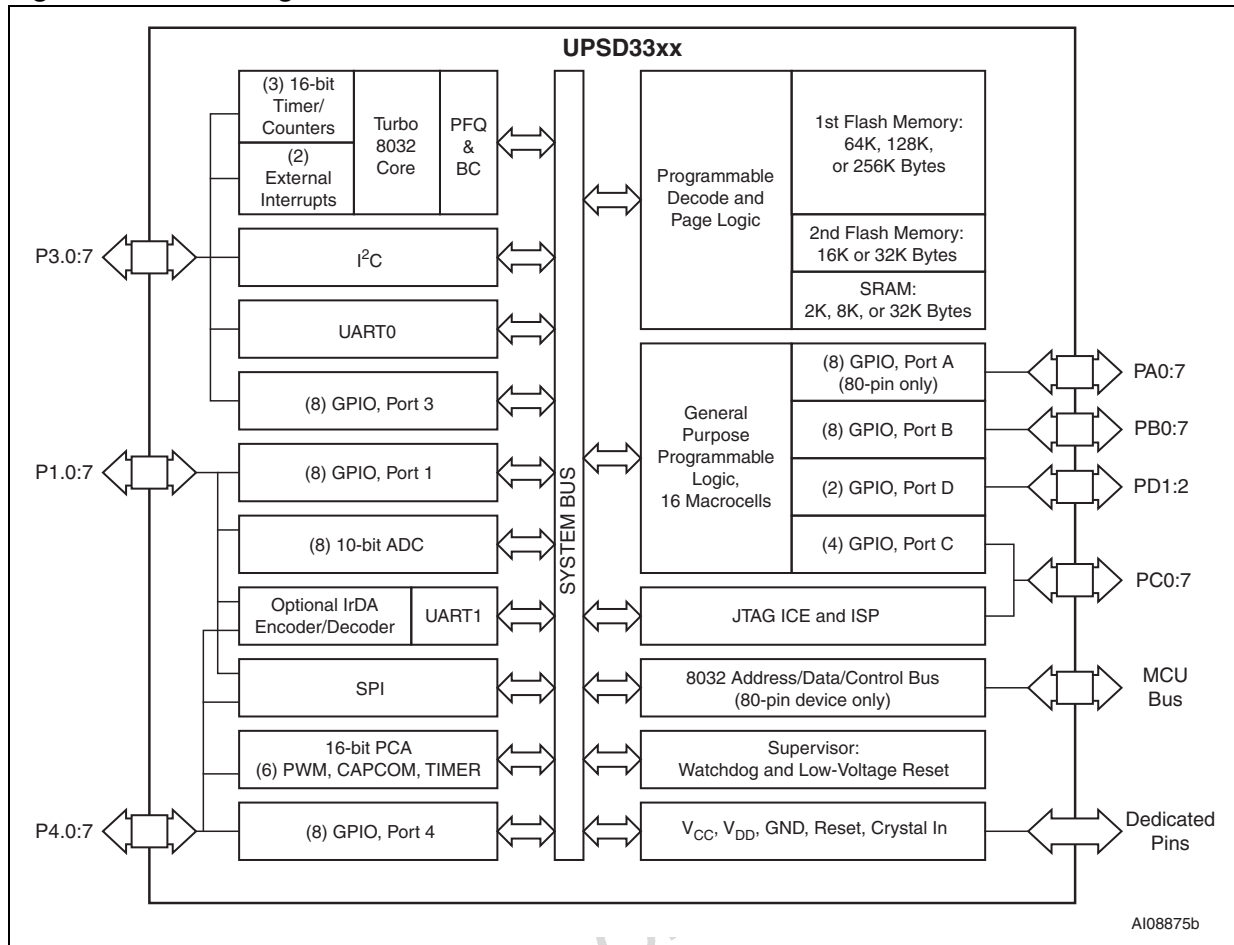 UPSD33xx
(3) 16-bit
Timer/
Counters
(2)
External
Interrupts
Turbo
8032
Core
PFQ
&
BC
P3.0:7
I²C
UART0
(8) GPIO, Port 3
P1.0:7
(8) GPIO, Port 1
(8) 10-bit ADC
Optional IrDA
Encoder/Decoder
UART1
SPI
16-bit PCA
(6) PWM, CAPCOM, TIMER
P4.0:7
(8) GPIO, Port 4
SYSTEM BUS
Programmable
Decode and
Page Logic
1st Flash Memory:
64K, 128K,
or 256K Bytes
2nd Flash Memory:
16K or 32K Bytes
SRAM:
2K, 8K, or 32K Bytes
General
Purpose
Programmable
Logic,
16 Macrocells
(8) GPIO, Port A
(80-pin only)
PA0:7
(8) GPIO, Port B
PB0:7
(2) GPIO, Port D
PD1:2
(4) GPIO, Port C
PC0:7
JTAG ICE and ISP
8032 Address/Data/Control Bus
(80-pin device only)
MCU
Bus
Supervisor:
Watchdog and Low-Voltage Reset
VCC, VDD, GND, Reset, Crystal In
Dedicated
Pins
AI08875b